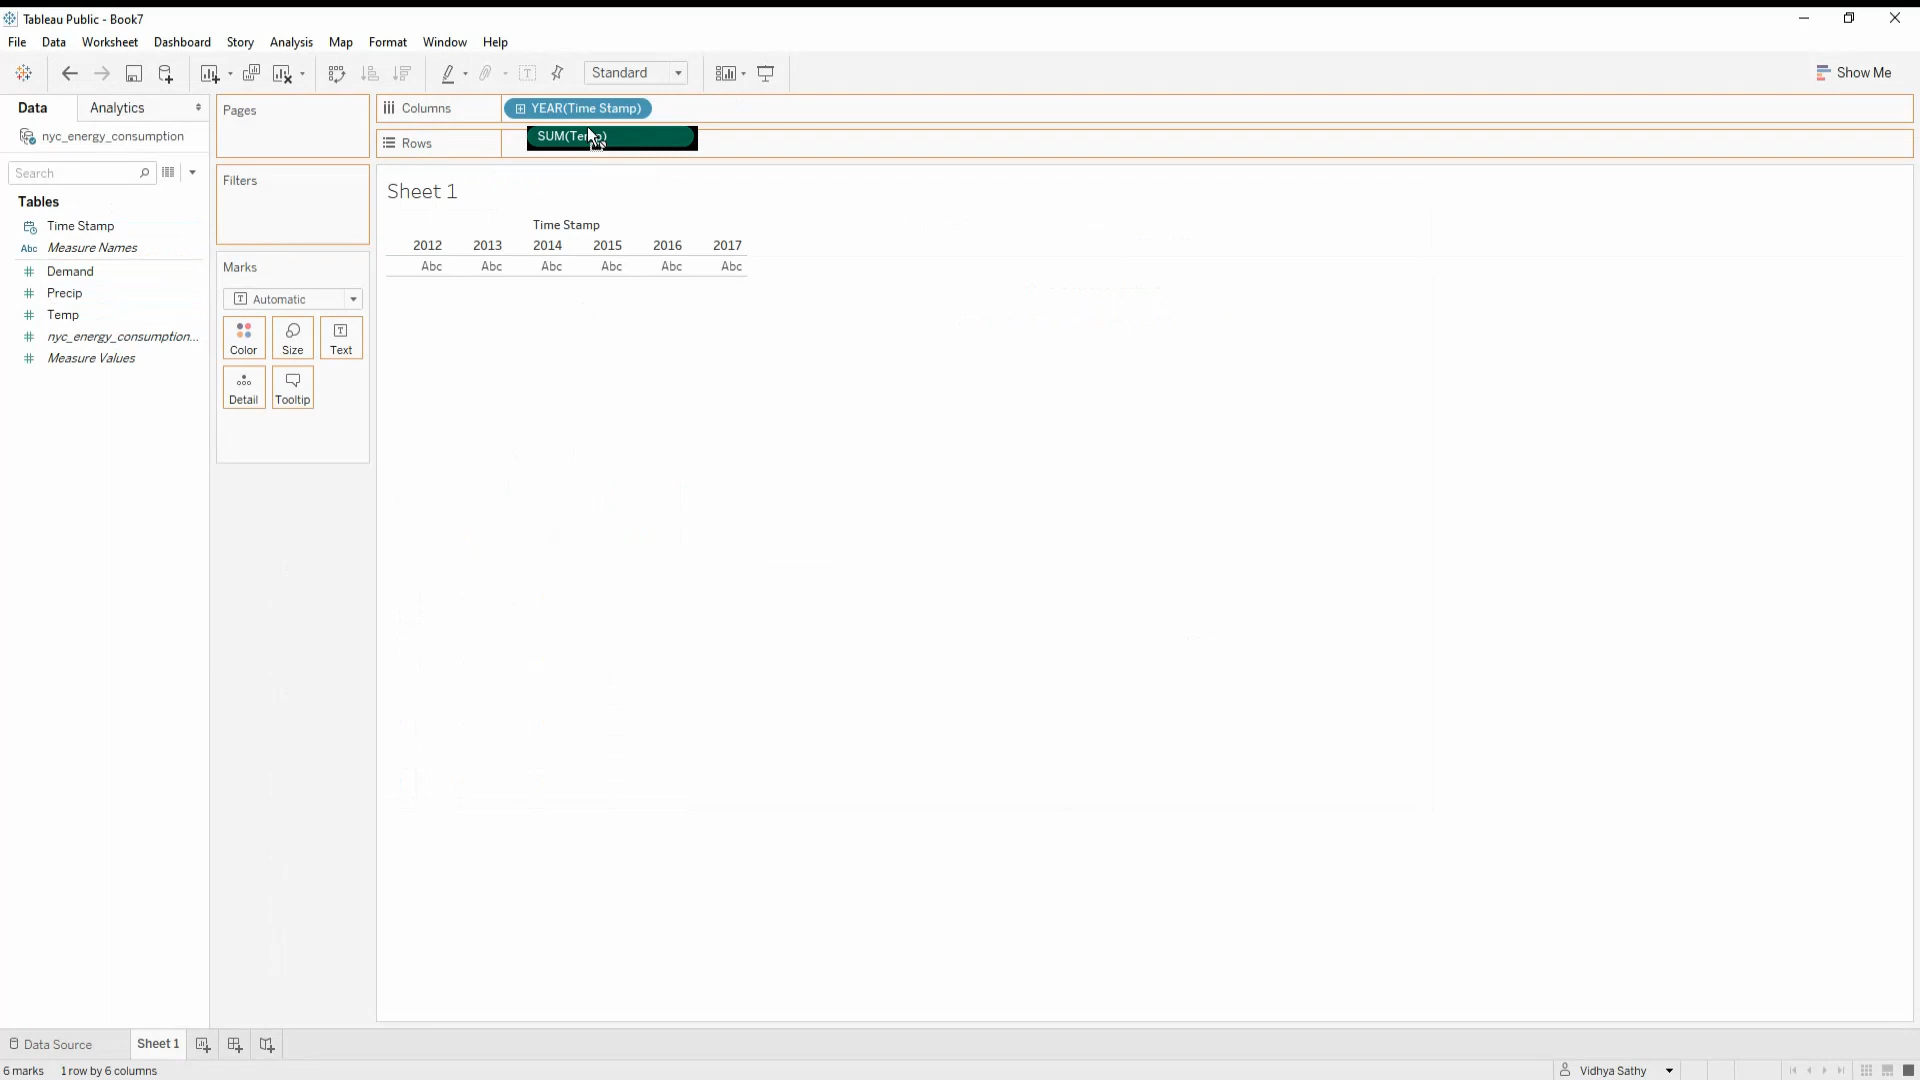 Tableau Public - Book7
File Data Worksheet Dashboard Story Analysis Map Format Window Help
Standard
Show Me
Data Analytics
Pages
Columns YEAR(Time Stamp)
nyc_energy_consumption
Rows SUM(Temp)
Search
Filters
Sheet 1
Tables
Time Stamp
Abc Measure Names
Demand
Precip
Temp
nyc_energy_consumption...
Measure Values
Marks
Automatic
Color Size Text
Detail Tooltip
Time Stamp
2012 2013 2014 2015 2016 2017
Abc Abc Abc Abc Abc Abc
Data Source Sheet 1
6 marks 1 row by 6 columns
Vidhya Sathy